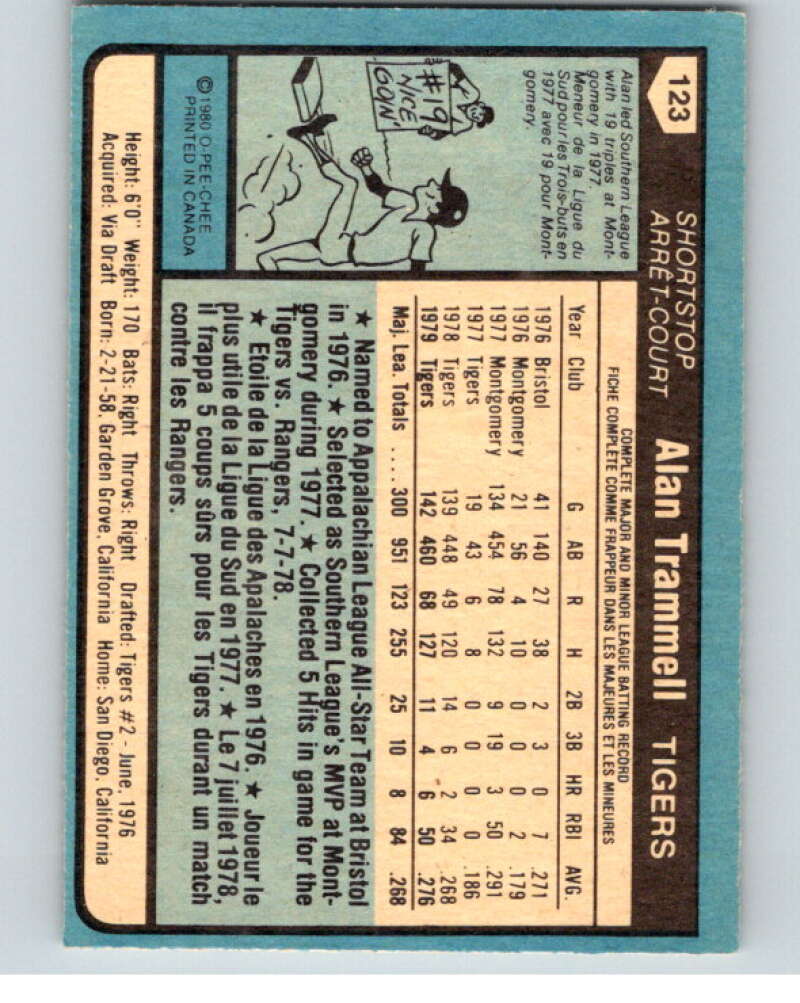 123
SHORTSTOP
ARRÊT-COURT
Alan Trammell TIGERS
Alan led Southern League
with 19 triples at Mont-
gomery in 1977.
Meneur de la Ligue du
Sud pour les Trois-buts en
1977 avec 19 pour Mont-
gomery.
#19
NICE
GOIN'
© 1980 O-PEE-CHEE
PRINTED IN CANADA
COMPLETE MAJOR AND MINOR LEAGUE BATTING RECORD
FICHE COMPLETE COMME FRAPPEUR DANS LES MAJEURES ET LES MINEURES
Year Club G AB R H 2B 3B HR RBI AVG.
1976 Bristol 41 140 27 38 2 3 0 7 .271
1976 Montgomery 21 56 4 10 0 0 0 2 .179
1977 Montgomery 134 454 78 132 9 19 3 50 .291
1977 Tigers 19 43 6 8 0 0 0 0 .186
1978 Tigers 139 448 49 120 14 6 2 34 .268
1979 Tigers 142 460 68 127 11 4 6 50 .276
Maj. Lea. Totals .... 300 951 123 255 25 10 8 84 .268
★ Named to Appalachian League All-Star Team at Bristol
in 1976. ★ Selected as Southern League's MVP at Mont-
gomery during 1977. ★ Collected 5 Hits in game for the
Tigers vs. Rangers, 7-7-78.
★ Etoile de la Ligue des Apalaches en 1976. ★ Joueur le
plus utile de la Ligue du Sud en 1977. ★ Le 7 juillet 1978,
il frappa 5 coups sûrs pour les Tigers durant un match
contre les Rangers.
Height: 6'0" Weight: 170 Bats: Right Throws: Right Drafted: Tigers #2 - June, 1976
Acquired: Via Draft Born: 2-21-58, Garden Grove, California Home: San Diego, California